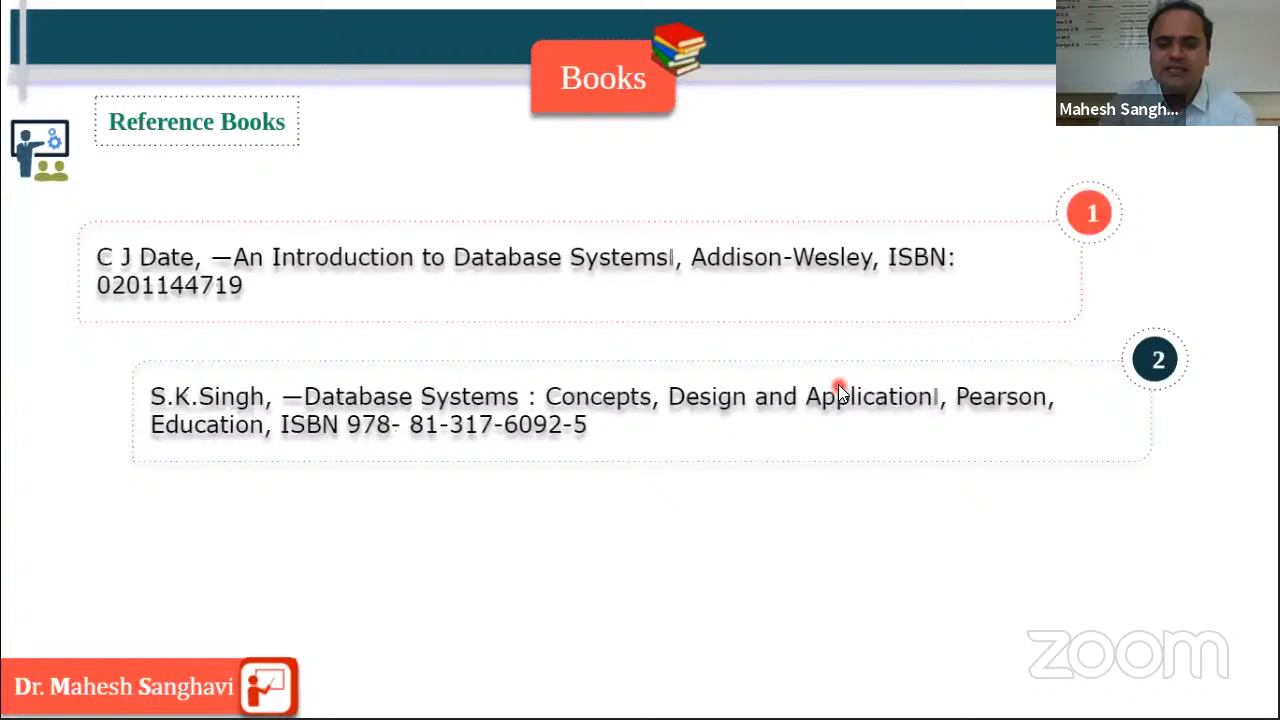 Books
Mahesh Sangh...
Reference Books
1
C J Date, —An Introduction to Database Systems‖, Addison-Wesley, ISBN:
0201144719
2
S.K.Singh, —Database Systems : Concepts, Design and Application‖, Pearson,
Education, ISBN 978- 81-317-6092-5
zoom
Dr. Mahesh Sanghavi